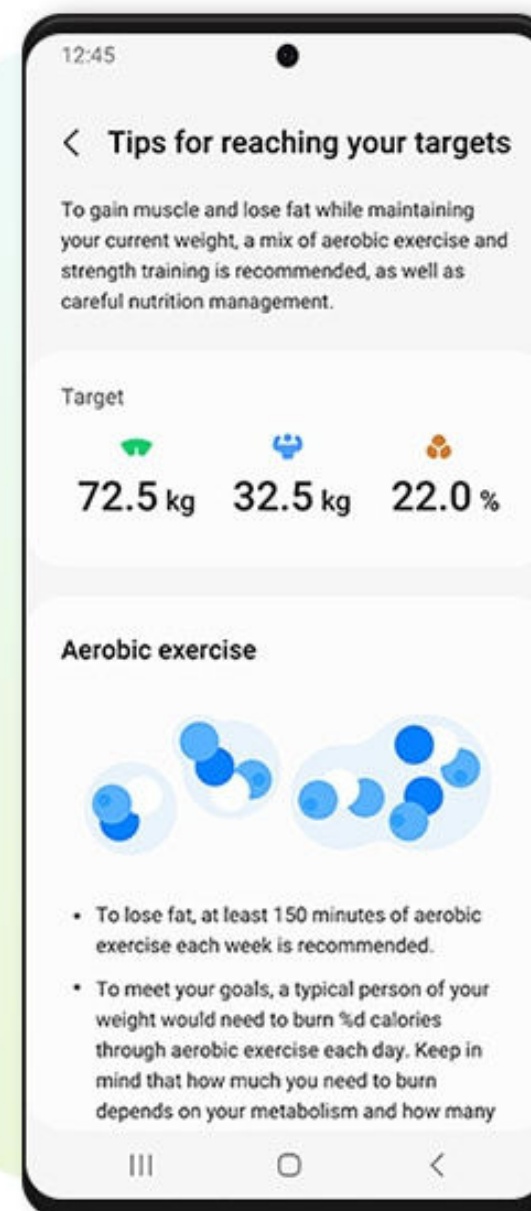 12:45
Tips for reaching your targets
To gain muscle and lose fat while maintaining
your current weight, a mix of aerobic exercise and
strength training is recommended, as well as
careful nutrition management.
Target
72.5 kg 32.5 kg 22.0 %
Aerobic exercise
• To lose fat, at least 150 minutes of aerobic
exercise each week is recommended.
• To meet your goals, a typical person of your
weight would need to burn %d calories
through aerobic exercise each day. Keep in
mind that how much you need to burn
depends on your metabolism and how many